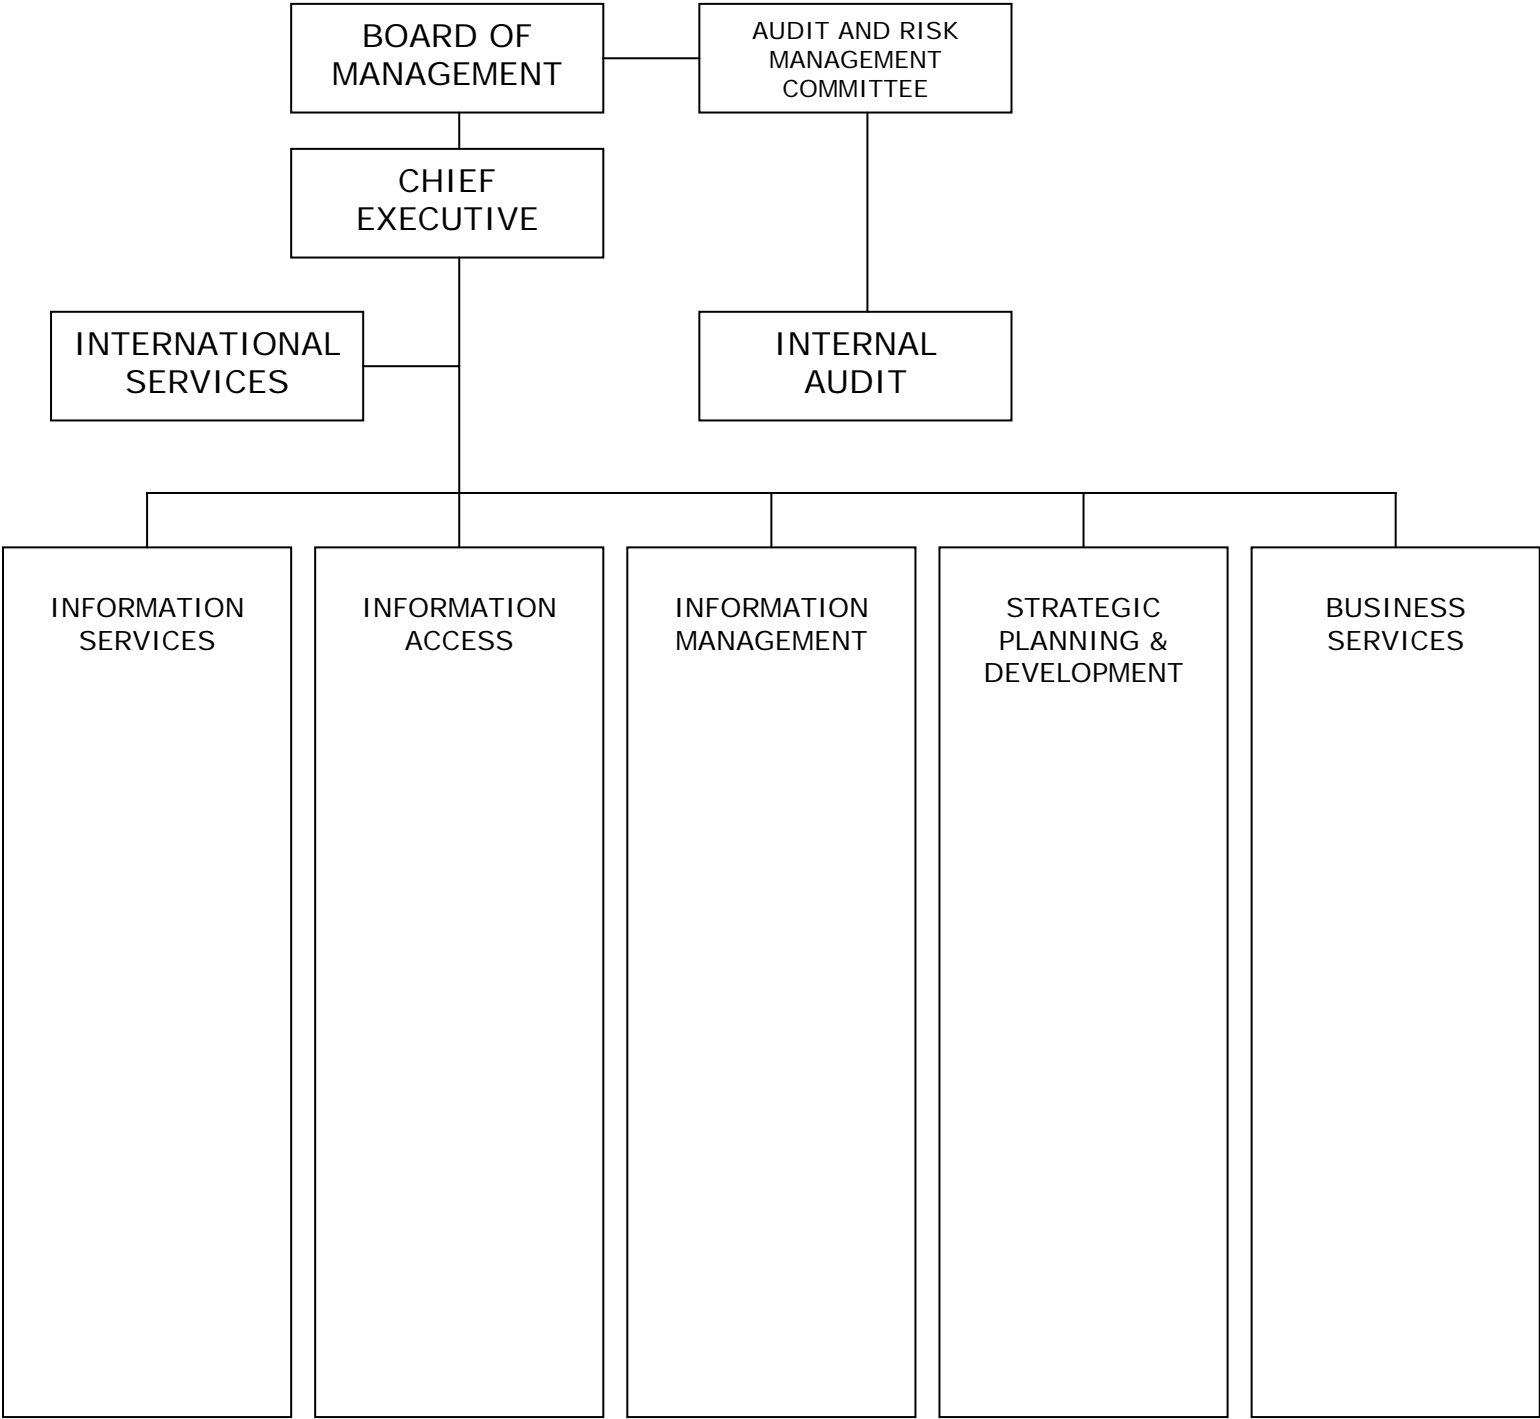 BOARD OF
MANAGEMENT
AUDIT AND RISK
MANAGEMENT
COMMITTEE
CHIEF
EXECUTIVE
INTERNATIONAL
SERVICES
INTERNAL
AUDIT
INFORMATION
SERVICES
INFORMATION
ACCESS
INFORMATION
MANAGEMENT
STRATEGIC
PLANNING &
DEVELOPMENT
BUSINESS
SERVICES